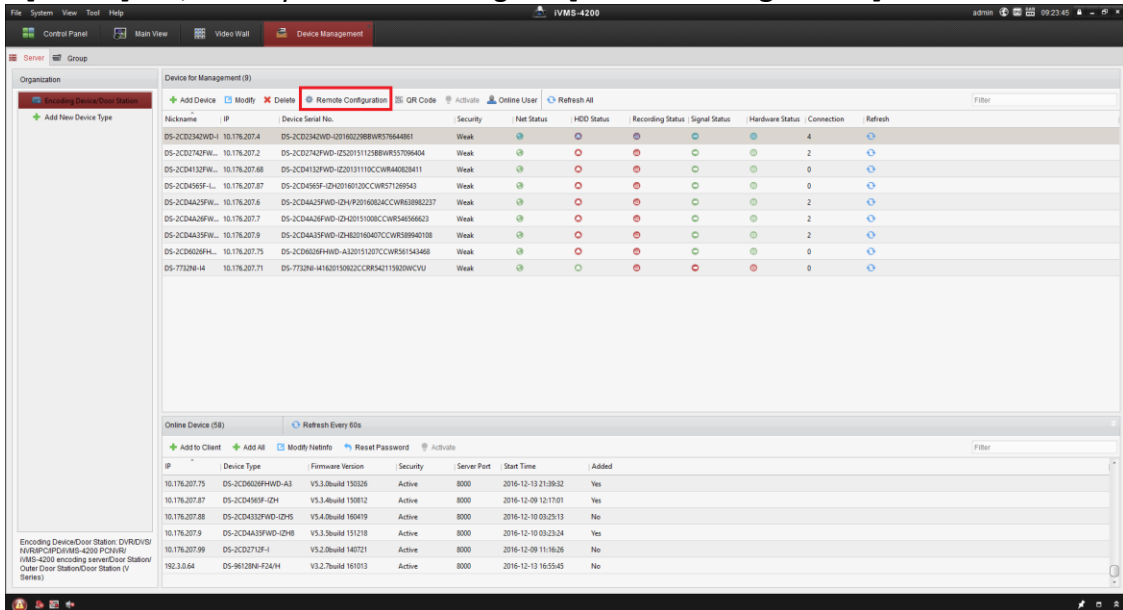 File System View Tool Help iVMS-4200 admin 09:23:45
Control Panel Main View Video Wall Device Management
Server Group
Organization Device for Management (9)
Encoding Device/Door Station Add Device Modify Delete Remote Configuration QR Code Activate Online User Refresh All Filter
Add New Device Type Nickname IP Device Serial No. Security Net Status HDD Status Recording Status Signal Status Hardware Status Connection Refresh
DS-2CD2342WD-I 10.176.207.4 DS-2CD2342WD-I20160229BBWR576644861 Weak 4
DS-2CD2742FW... 10.176.207.2 DS-2CD2742FWD-IZS20151125BBWR557096404 Weak 2
DS-2CD4132FW... 10.176.207.68 DS-2CD4132FWD-IZ20131110CCWR440828411 Weak 0
DS-2CD4565F-I... 10.176.207.87 DS-2CD4565F-IZH20160120CCWR571269543 Weak 0
DS-2CD4A25FW... 10.176.207.6 DS-2CD4A25FWD-IZH/P20160824CCWR638982237 Weak 2
DS-2CD4A26FW... 10.176.207.7 DS-2CD4A26FWD-IZH20151008CCWR546566623 Weak 2
DS-2CD4A35FW... 10.176.207.9 DS-2CD4A35FWD-IZH820160407CCWR589940108 Weak 2
DS-2CD6026FH... 10.176.207.75 DS-2CD6026FHWD-A320151207CCWR561543468 Weak 0
DS-7732NI-I4 10.176.207.71 DS-7732NI-I41620150922CCRR542115920WCVU Weak 0
Online Device (58) Refresh Every 60s
Add to Client Add All Modify Netinfo Reset Password Activate Filter
IP Device Type Firmware Version Security Server Port Start Time Added
10.176.207.75 DS-2CD6026FHWD-A3 V5.3.0build 150326 Active 8000 2016-12-13 21:39:32 Yes
10.176.207.87 DS-2CD4565F-IZH V5.3.4build 150812 Active 8000 2016-12-09 12:17:01 Yes
10.176.207.88 DS-2CD4332FWD-IZHS V5.4.0build 160419 Active 8000 2016-12-10 03:25:13 No
10.176.207.9 DS-2CD4A35FWD-IZH8 V5.3.5build 151218 Active 8000 2016-12-10 03:23:24 Yes
10.176.207.99 DS-2CD2712F-I V5.2.0build 140721 Active 8000 2016-12-09 11:16:26 No
192.3.0.64 DS-96128NI-F24/H V3.2.7build 161013 Active 8000 2016-12-13 16:55:45 No
Encoding Device/Door Station: DVR/DVS/
NVR/IPC/IPD/iVMS-4200 PCNVR/
iVMS-4200 encoding server/Door Station/
Outer Door Station/Door Station (V
Series)